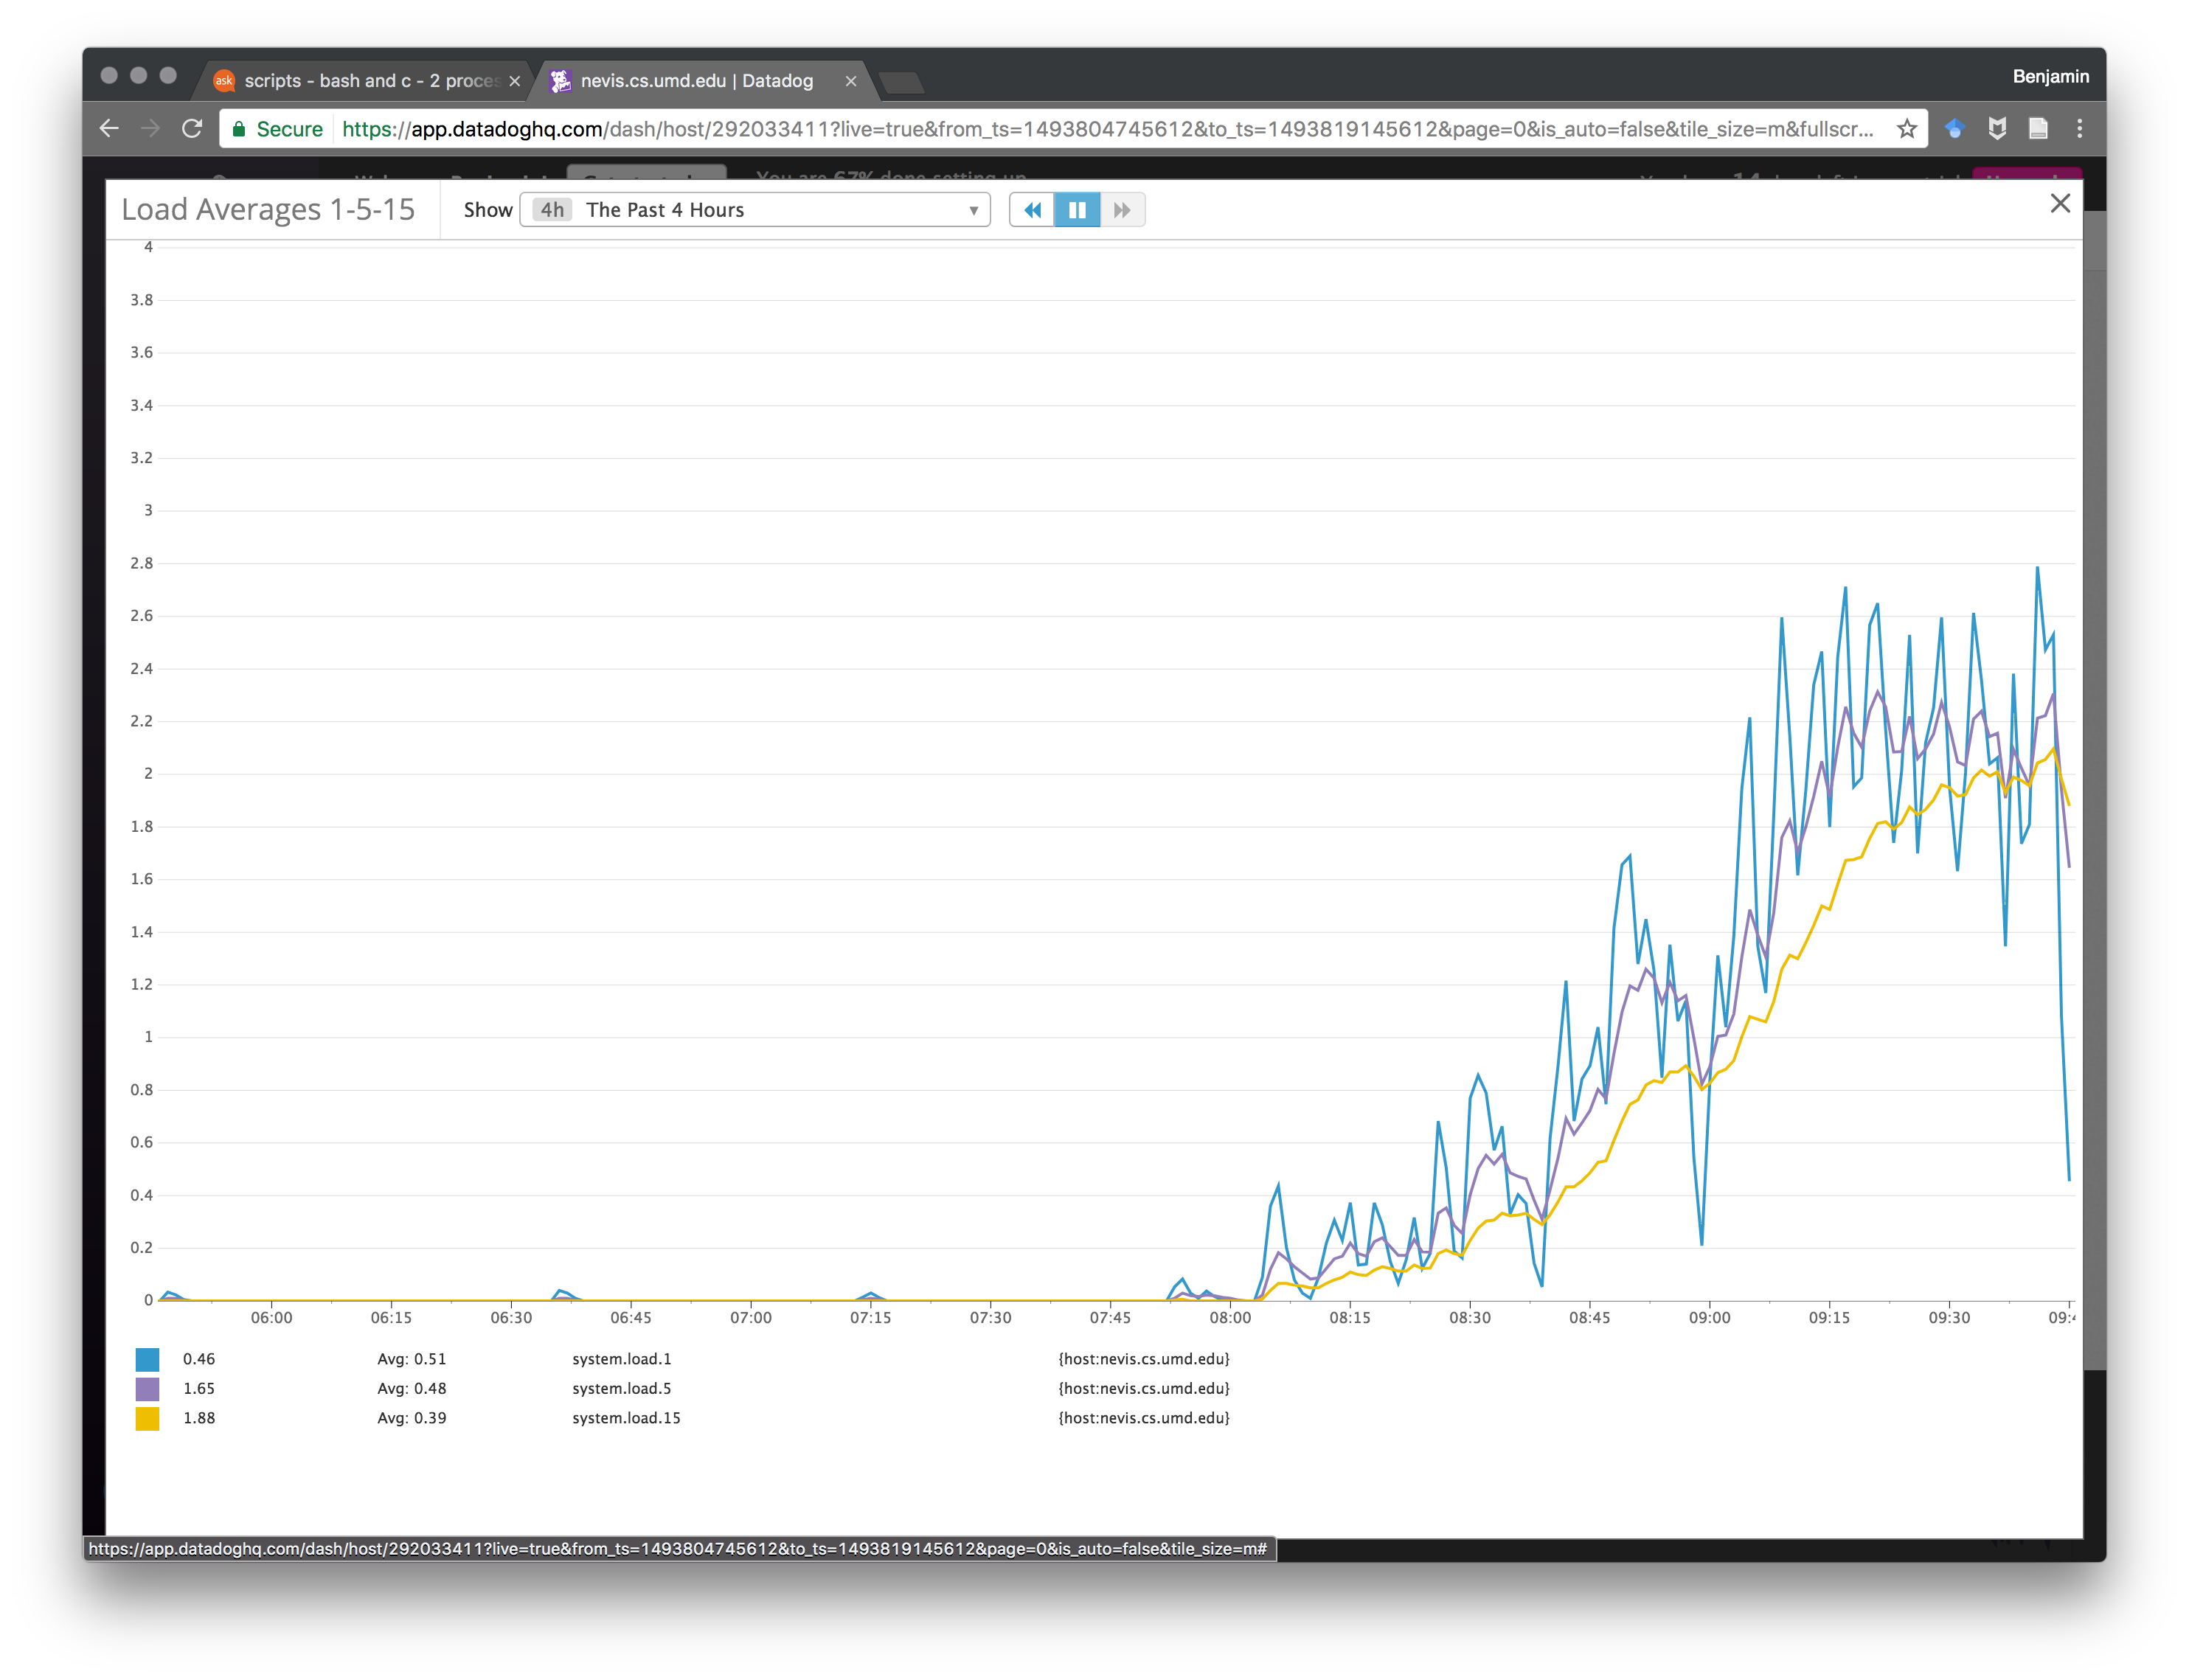 scripts - bash and c - 2 proces
nevis.cs.umd.edu | Datadog
Benjamin
Secure https://app.datadoghq.com/dash/host/292033411?live=true&from_ts=1493804745612&to_ts=1493819145612&page=0&is_auto=false&tile_size=m&fullscr...
Load Averages 1-5-15
Show 4h The Past 4 Hours
4
3.8
3.6
3.4
3.2
3
2.8
2.6
2.4
2.2
2
1.8
1.6
1.4
1.2
1
0.8
0.6
0.4
0.2
0
06:00 06:15 06:30 06:45 07:00 07:15 07:30 07:45 08:00 08:15 08:30 08:45 09:00 09:15 09:30
0.46 Avg: 0.51 system.load.1 {host:nevis.cs.umd.edu}
1.65 Avg: 0.48 system.load.5 {host:nevis.cs.umd.edu}
1.88 Avg: 0.39 system.load.15 {host:nevis.cs.umd.edu}
https://app.datadoghq.com/dash/host/292033411?live=true&from_ts=1493804745612&to_ts=1493819145612&page=0&is_auto=false&tile_size=m#